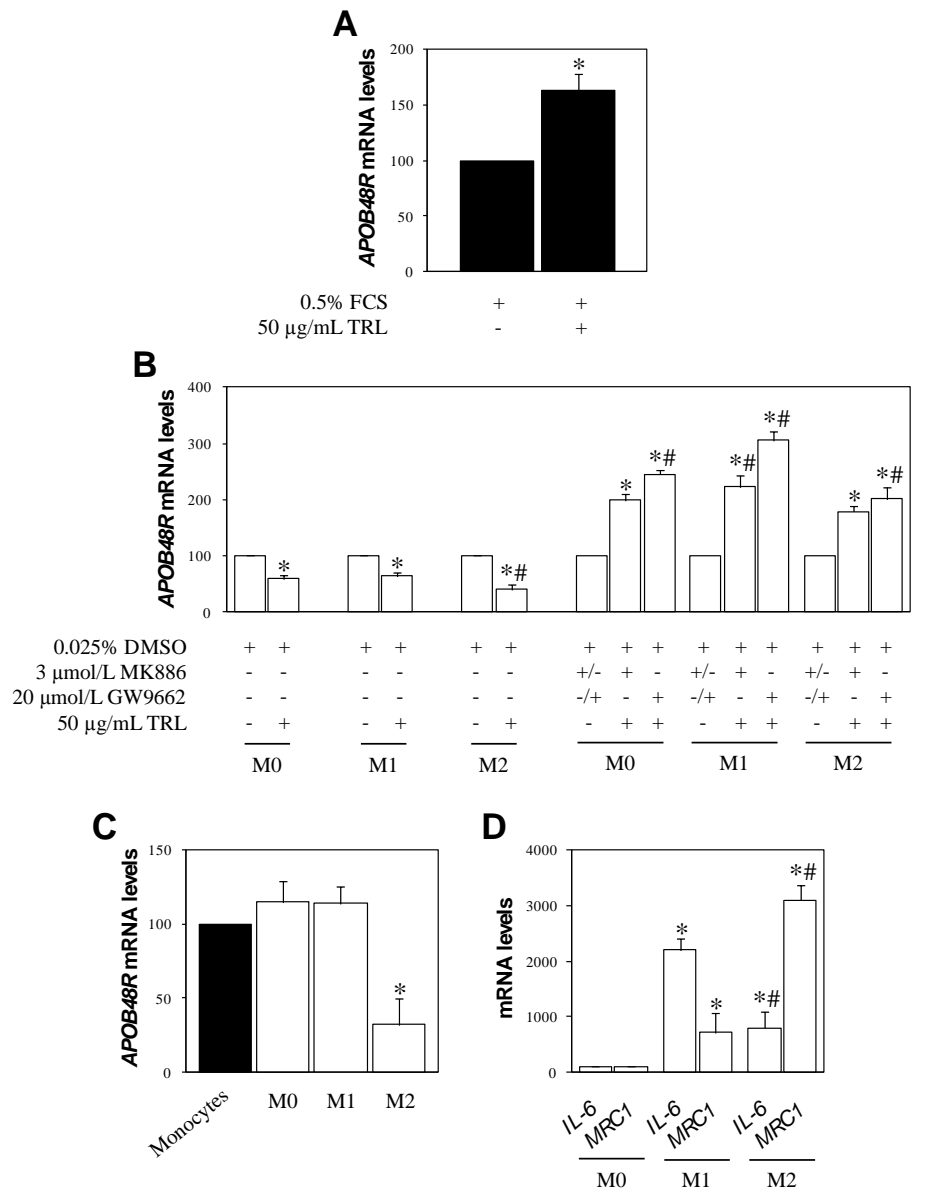 A
APOB48R mRNA levels
200
150
100
50
0
*
0.5% FCS + +
50 µg/mL TRL - +
B
APOB48R mRNA levels
400
300
200
100
0
* * *# * *# *# *# * *#
0.025% DMSO + + + + + + + + + + + + + + +
3 µmol/L MK886 - - - - - - +/- + - +/- + - +/- + -
20 µmol/L GW9662 - - - - - - -/+ - + -/+ - + -/+ - +
50 µg/mL TRL - + - + - + - + + - + + - + +
M0 M1 M2 M0 M1 M2
C
APOB48R mRNA levels
150
100
50
0
*
Monocytes M0 M1 M2
D
mRNA levels
4000
3000
2000
1000
0
* * *# *#
IL-6 MRC1 IL-6 MRC1 IL-6 MRC1
M0 M1 M2